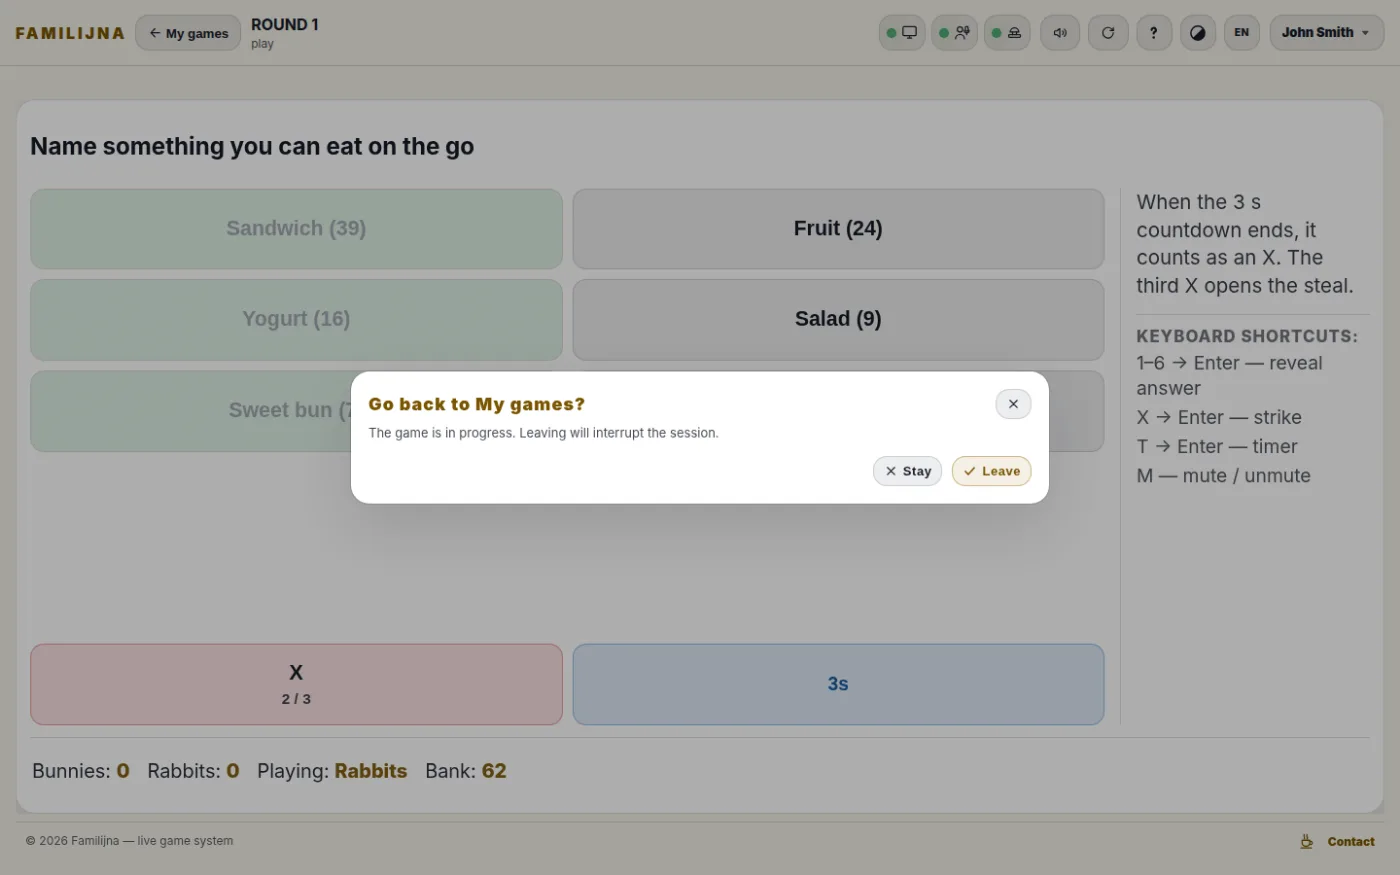 FAMILIJNA
← My games
ROUND 1
play
?
EN
John Smith
Name something you can eat on the go
Sandwich (39)
Fruit (24)
Yogurt (16)
Salad (9)
Sweet bun (7
When the 3 s
countdown ends, it
counts as an X. The
third X opens the steal.
KEYBOARD SHORTCUTS:
1–6 → Enter — reveal
answer
X → Enter — strike
T → Enter — timer
M — mute / unmute
Go back to My games?
The game is in progress. Leaving will interrupt the session.
Stay
Leave
X
2 / 3
3s
Bunnies: 0 Rabbits: 0 Playing: Rabbits Bank: 62
© 2026 Familijna — live game system
Contact